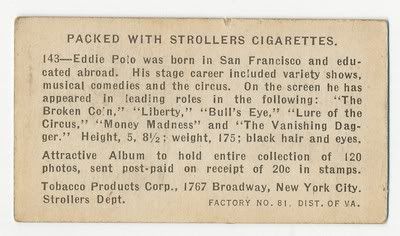 PACKED WITH STROLLERS CIGARETTES.
143—Eddie Polo was born in San Francisco and edu-
cated abroad. His stage career included variety shows,
musical comedies and the circus. On the screen he has
appeared in leading roles in the following: "The
Broken Coin," "Liberty," "Bull's Eye," "Lure of the
Circus," "Money Madness" and "The Vanishing Dag-
ger." Height, 5, 8½; weight, 175; black hair and eyes.
Attractive Album to hold entire collection of 120
photos, sent post-paid on receipt of 20c in stamps.
Tobacco Products Corp., 1767 Broadway, New York City.
Strollers Dept. FACTORY NO. 81, DIST. OF VA.